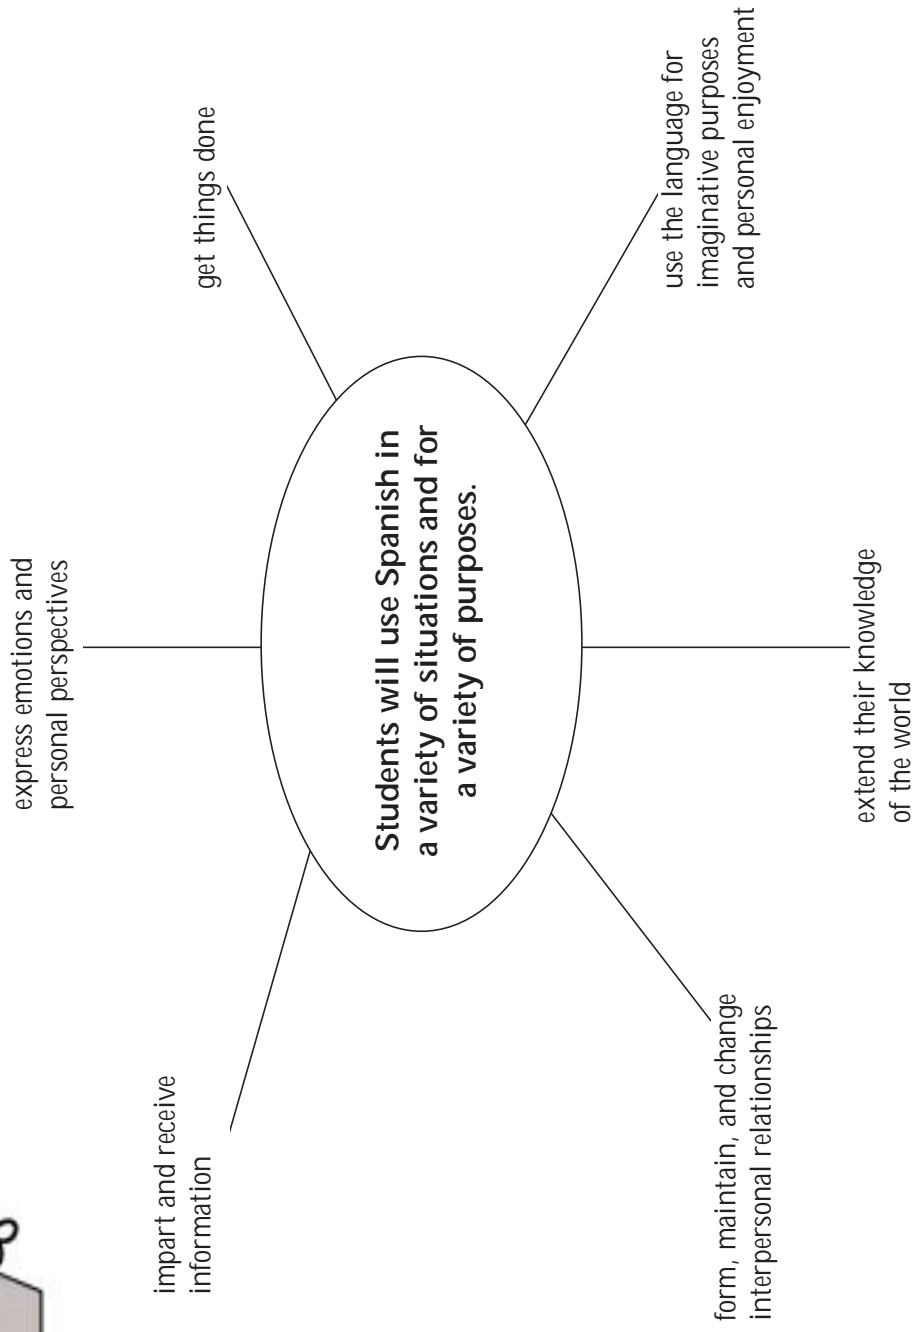 express emotions and
personal perspectives
impart and receive
information
get things done
Students will use Spanish in
a variety of situations and for
a variety of purposes.
form, maintain, and change
interpersonal relationships
use the language for
imaginative purposes
and personal enjoyment
extend their knowledge
of the world